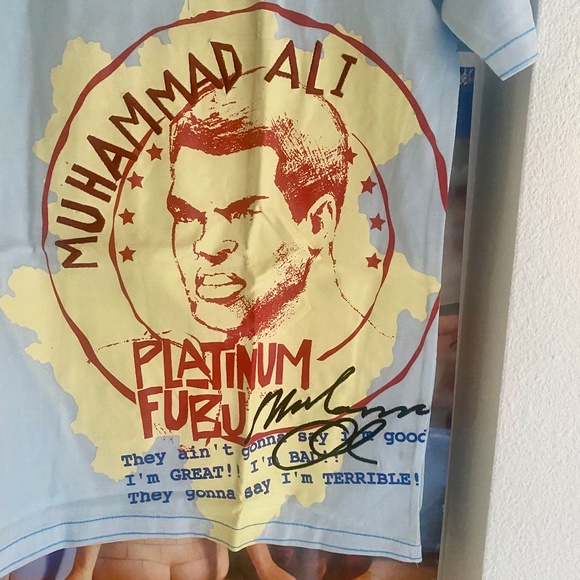 MUHAMMAD ALI
PLATINUM
FUBU
They ain't gonna say I'm good
I'm GREAT!! I'm BAD!!
They gonna say I'm TERRIBLE!